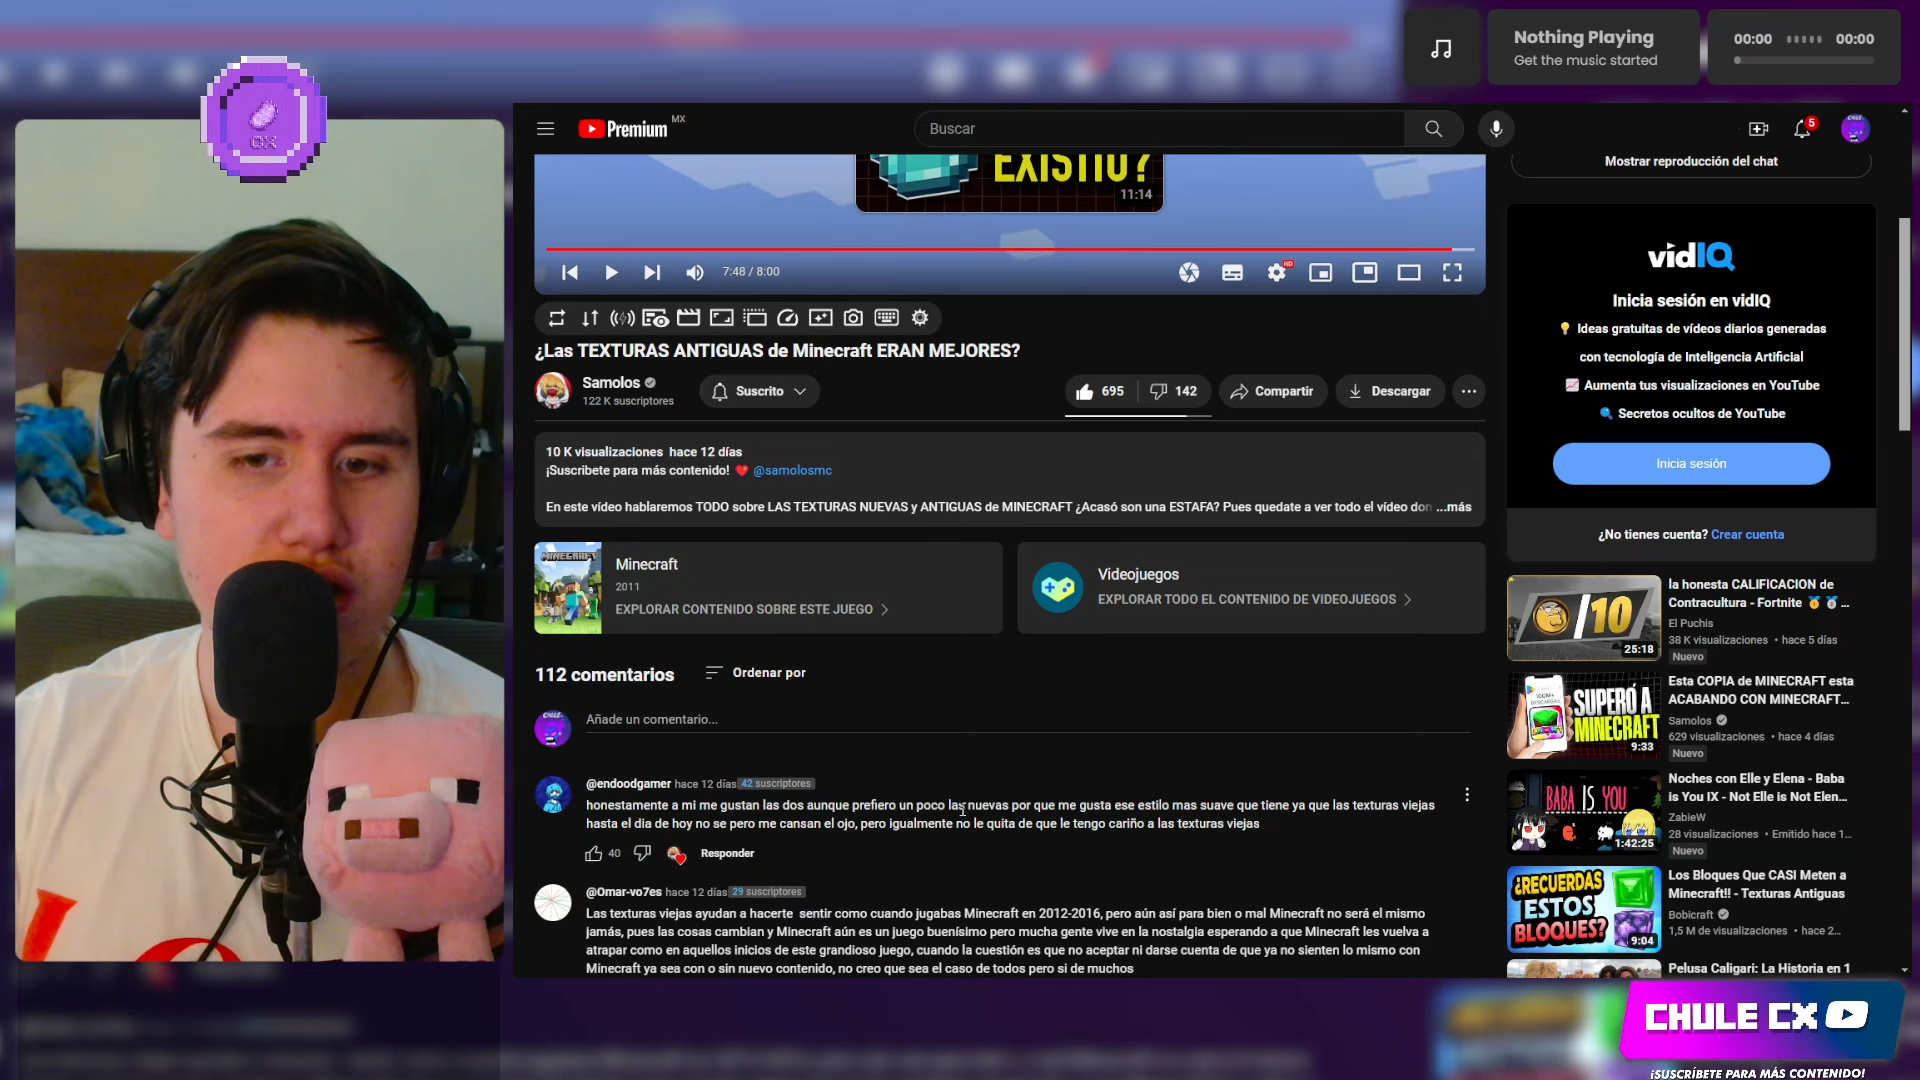 Nothing Playing
Get the music started
00:00
00:00
CX
Premium
MX
Buscar
5
Mostrar reproducción del chat
EXISTIÓ?
11:14
7:48 / 8:00
HD
vidIQ
Inicia sesión en vidIQ
Ideas gratuitas de vídeos diarios generadas
con tecnología de Inteligencia Artificial
Aumenta tus visualizaciones en YouTube
Secretos ocultos de YouTube
Inicia sesión
¿No tienes cuenta? Crear cuenta
¿Las TEXTURAS ANTIGUAS de Minecraft ERAN MEJORES?
Samolos
122 K suscriptores
Suscrito
695
142
Compartir
Descargar
10 K visualizaciones hace 12 días
¡Suscribete para más contenido! ❤️ @samolosmc
En este vídeo hablaremos TODO sobre LAS TEXTURAS NUEVAS y ANTIGUAS de MINECRAFT ¿Acasó son una ESTAFA? Pues quedate a ver todo el vídeo don ...más
MINECRAFT
Minecraft
2011
EXPLORAR CONTENIDO SOBRE ESTE JUEGO
Videojuegos
EXPLORAR TODO EL CONTENIDO DE VIDEOJUEGOS
112 comentarios
Ordenar por
Añade un comentario...
@endoodgamer hace 12 días 42 suscriptores
honestamente a mi me gustan las dos aunque prefiero un poco las nuevas por que me gusta ese estilo mas suave que tiene ya que las texturas viejas
hasta el dia de hoy no se pero me cansan el ojo, pero igualmente no le quita de que le tengo cariño a las texturas viejas
40
Responder
@Omar-vo7es hace 12 días 29 suscriptores
Las texturas viejas ayudan a hacerte sentir como cuando jugabas Minecraft en 2012-2016, pero aún así para bien o mal Minecraft no será el mismo
jamás, pues las cosas cambian y Minecraft aún es un juego buenísimo pero mucha gente vive en la nostalgia esperando a que Minecraft les vuelva a
atrapar como en aquellos inicios de este grandioso juego, cuando la cuestión es que no aceptar ni darse cuenta de que ya no sienten lo mismo con
Minecraft ya sea con o sin nuevo contenido, no creo que sea el caso de todos pero si de muchos
/10
25:18
la honesta CALIFICACION de
Contracultura - Fortnite 🥇 🥈 ...
El Puchis
38 K visualizaciones • hace 5 días
Nuevo
SUPERÓ A
MINECRAFT
9:33
Esta COPIA de MINECRAFT esta
ACABANDO CON MINECRAFT...
Samolos
629 visualizaciones • hace 4 días
Nuevo
BABA IS YOU
1:42:25
Noches con Elle y Elena - Baba
is You IX - Not Elle is Not Elen...
ZabieW
28 visualizaciones • Emitido hace 1...
Nuevo
¿RECUERDAS
ESTOS
BLOQUES?
9:04
Los Bloques Que CASI Meten a
Minecraft!! - Texturas Antiguas
Bobicraft
1,5 M de visualizaciones • hace 2...
Pelusa Caligari: La Historia en 1
CHULE CX
¡SUSCRÍBETE PARA MÁS CONTENIDO!